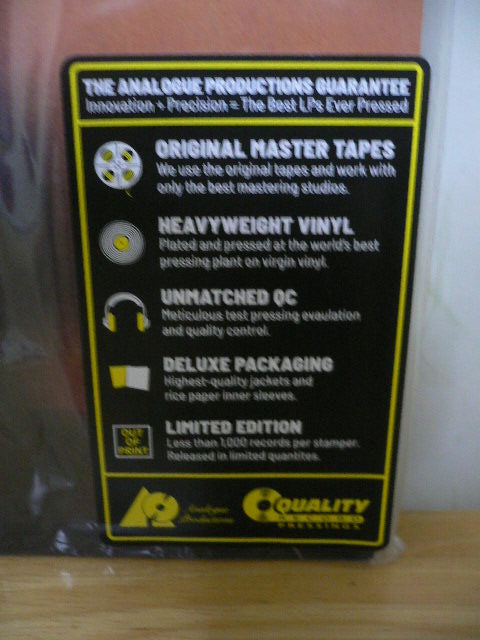 THE ANALOGUE PRODUCTIONS GUARANTEE
Innovation + Precision = The Best LPs Ever Pressed
ORIGINAL MASTER TAPES
We use the original tapes and work with
only the best mastering studios.
HEAVYWEIGHT VINYL
Plated and pressed at the world's best
pressing plant on virgin vinyl.
UNMATCHED QC
Meticulous test pressing evaulation
and quality control.
DELUXE PACKAGING
Highest-quality jackets and
rice paper inner sleeves.
OUT
OF
PRINT
LIMITED EDITION
Less than 1,000 records per stamper.
Released in limited quantites.
AP
Analogue
Productions
QUALITY
RECORD
PRESSINGS